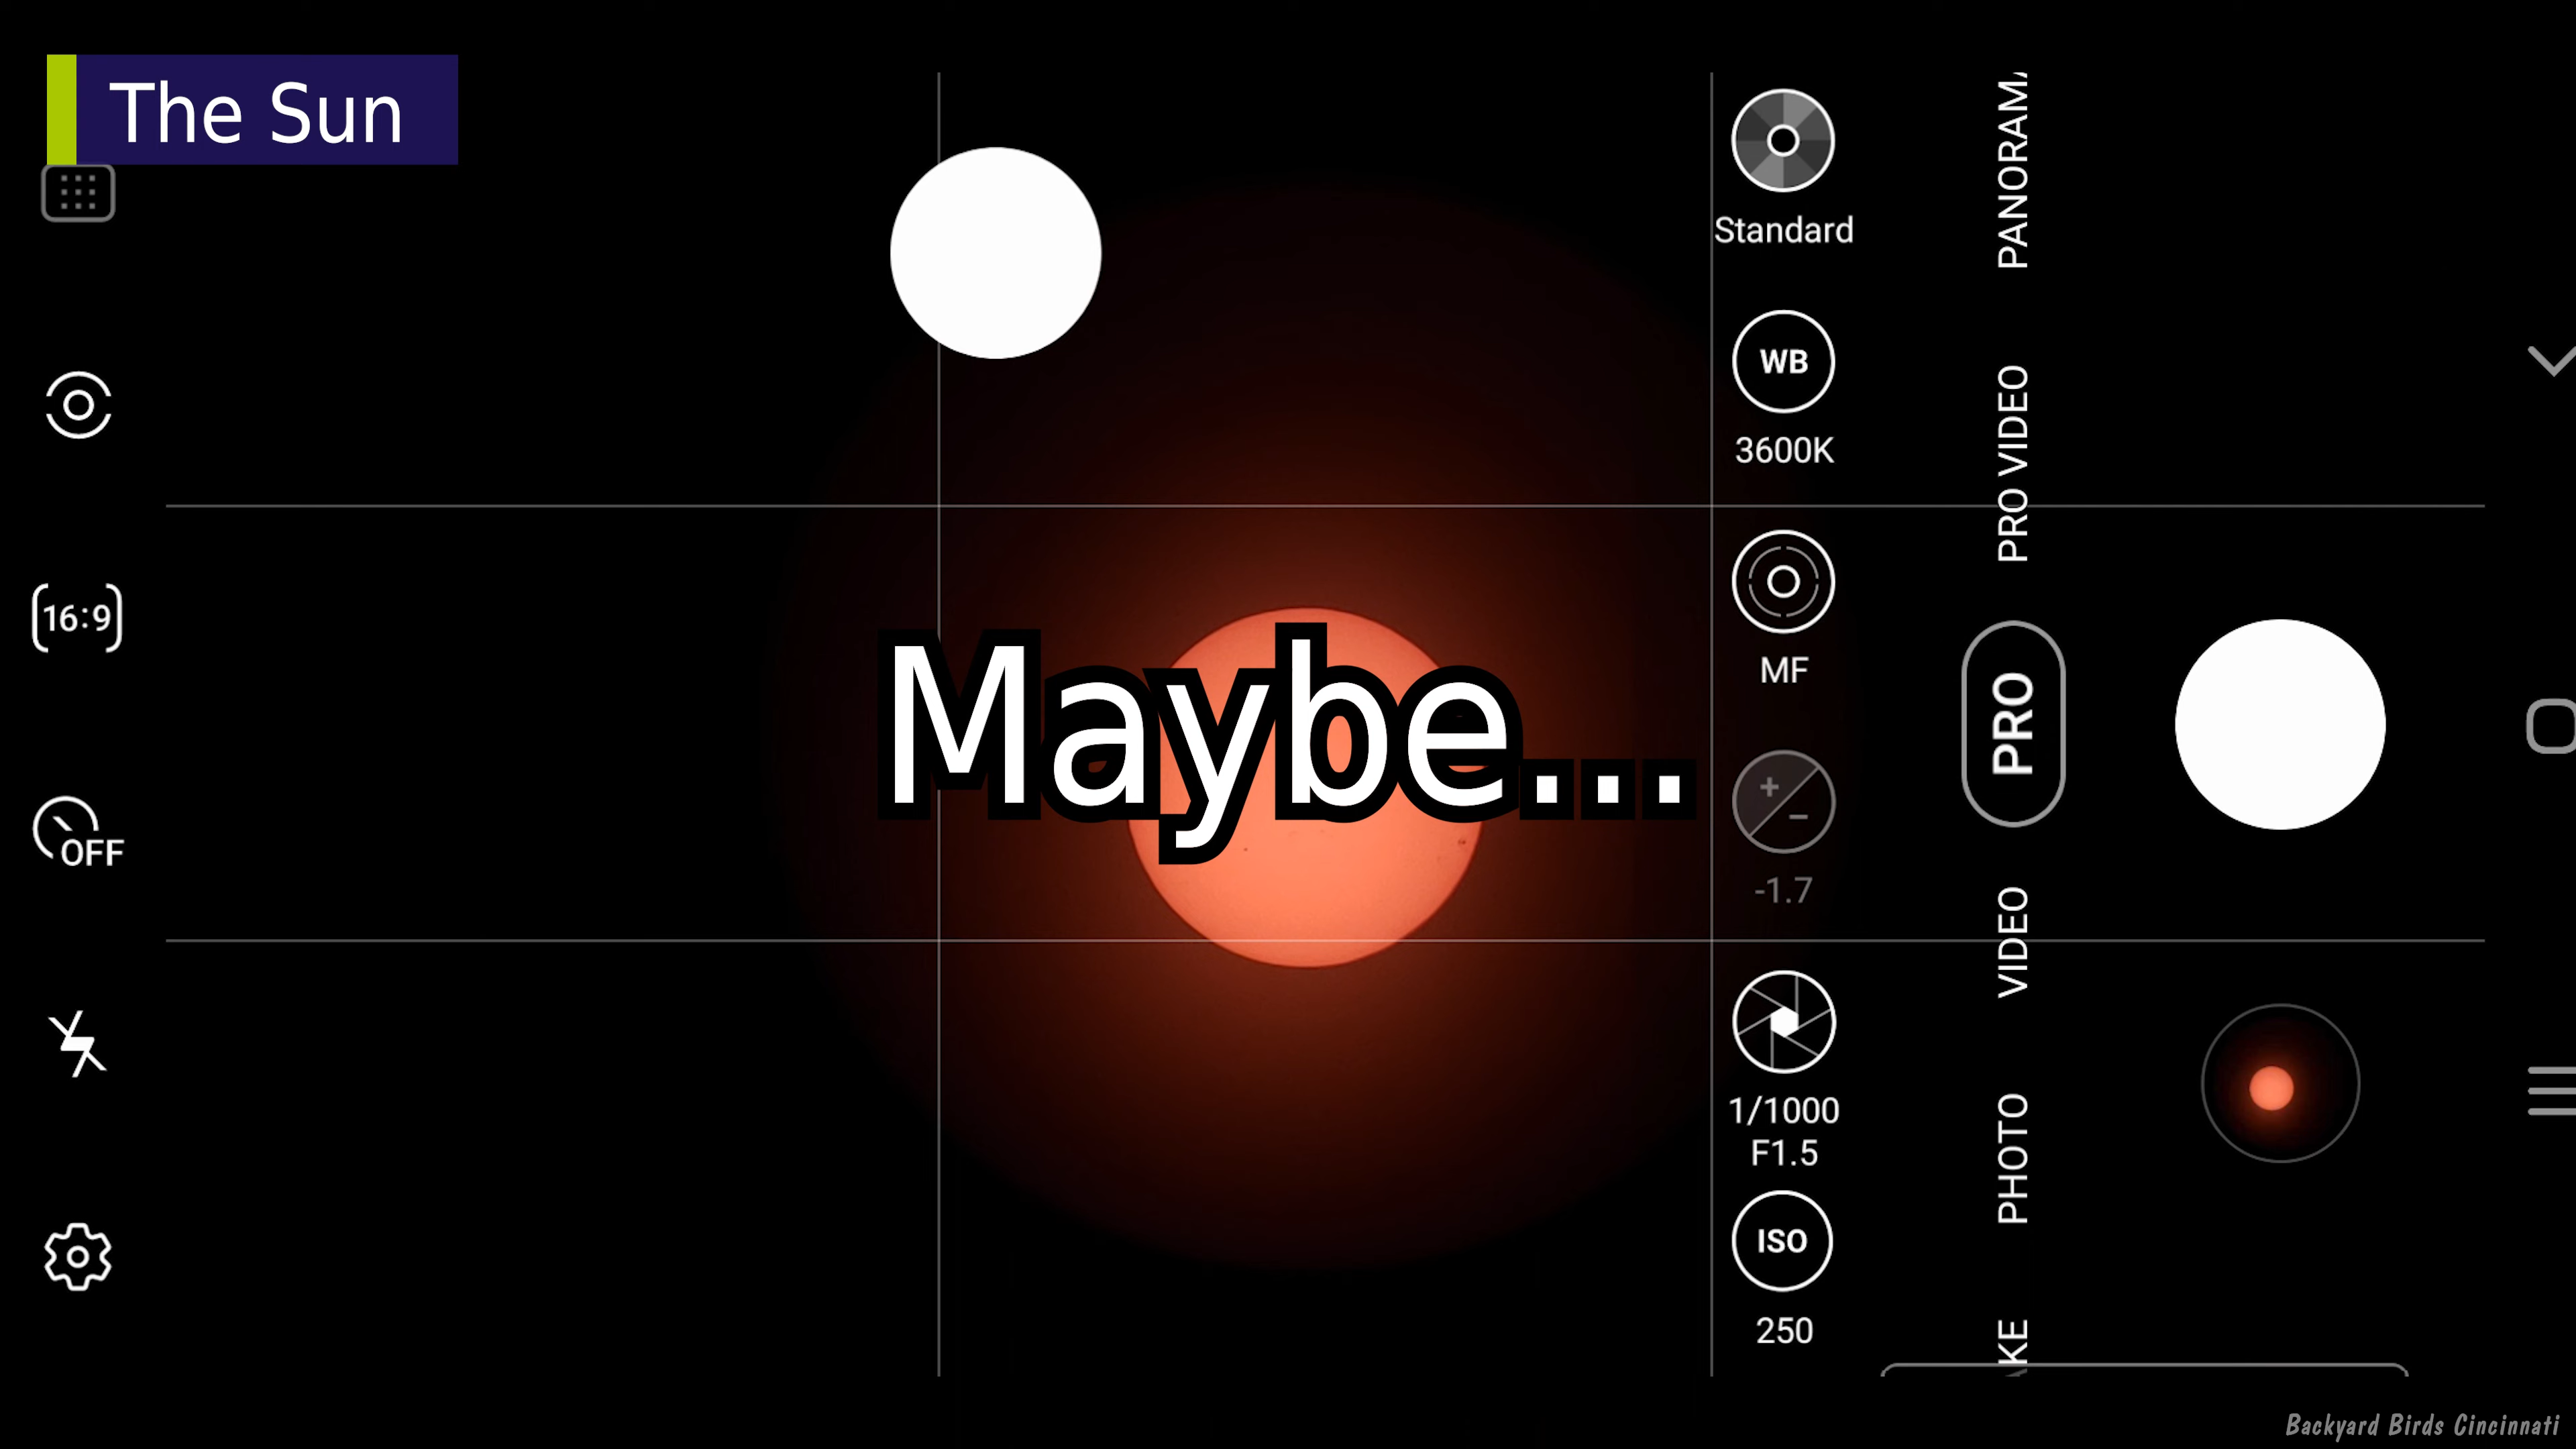 The Sun
Standard
WB
3600K
MF
-1.7
1/1000
F1.5
ISO
250
PANORAMA
PRO VIDEO
PRO
VIDEO
PHOTO
KE
16:9
OFF
Maybe...
Backyard Birds Cincinnati